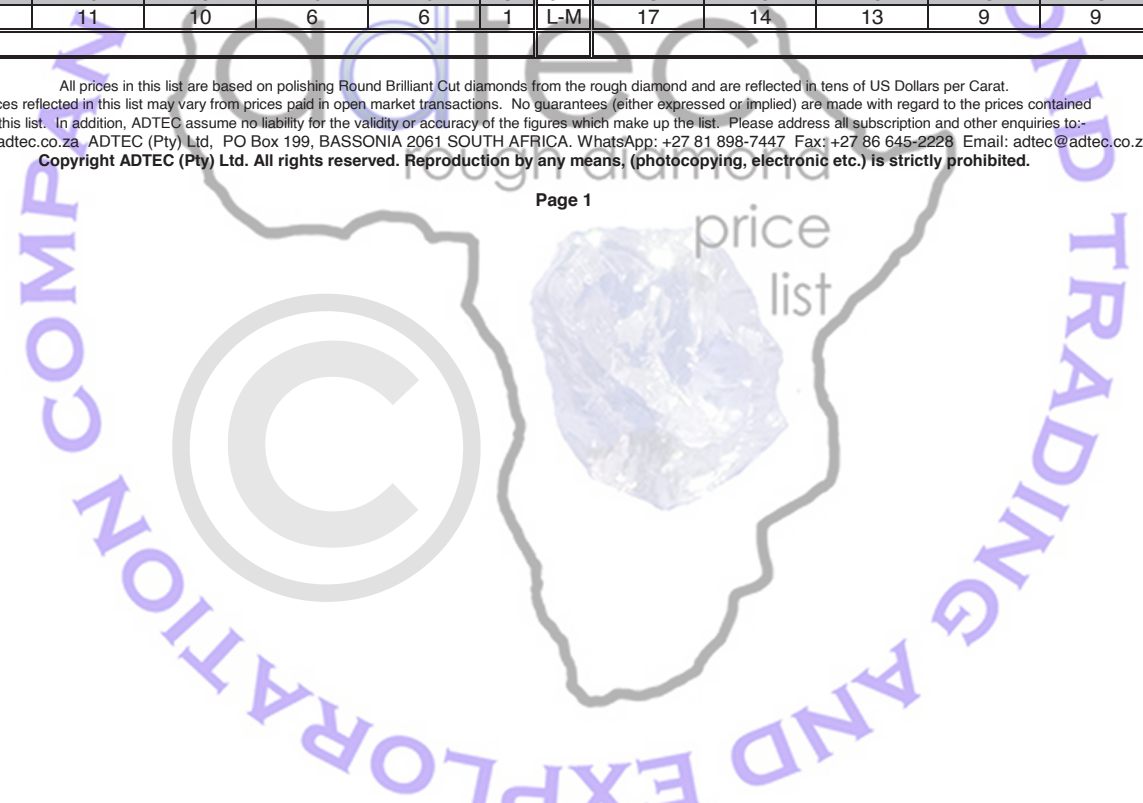 11 10 6 6 1 L-M 17 14 13 9 9
adtec
All prices in this list are based on polishing Round Brilliant Cut diamonds from the rough diamond and are reflected in tens of US Dollars per Carat.
reflected in this list may vary from prices paid in open market transactions. No guarantees (either expressed or implied) are made with regard to the prices contained
this list. In addition, ADTEC assume no liability for the validity or accuracy of the figures which make up the list. Please address all subscription and other enquiries to:-
adtec.co.za ADTEC (Pty) Ltd, PO Box 199, BASSONIA 2061 SOUTH AFRICA. WhatsApp: +27 81 898-7447 Fax: +27 86 645-2228 Email: adtec@adtec.co.z
Copyright ADTEC (Pty) Ltd. All rights reserved. Reproduction by any means, (photocopying, electronic etc.) is strictly prohibited.
rough diamond
Page 1
price
list
©
OND TRADING AND EXPLORATION COMPAN